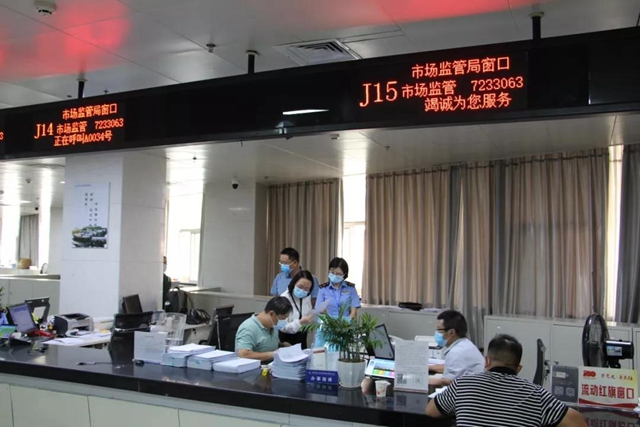 市场监管局窗口
J14 市场监管 7233063
正在呼叫A0034号
市场监管局窗口
J15 市场监管 7233063
竭诚为您服务
流动红旗窗口